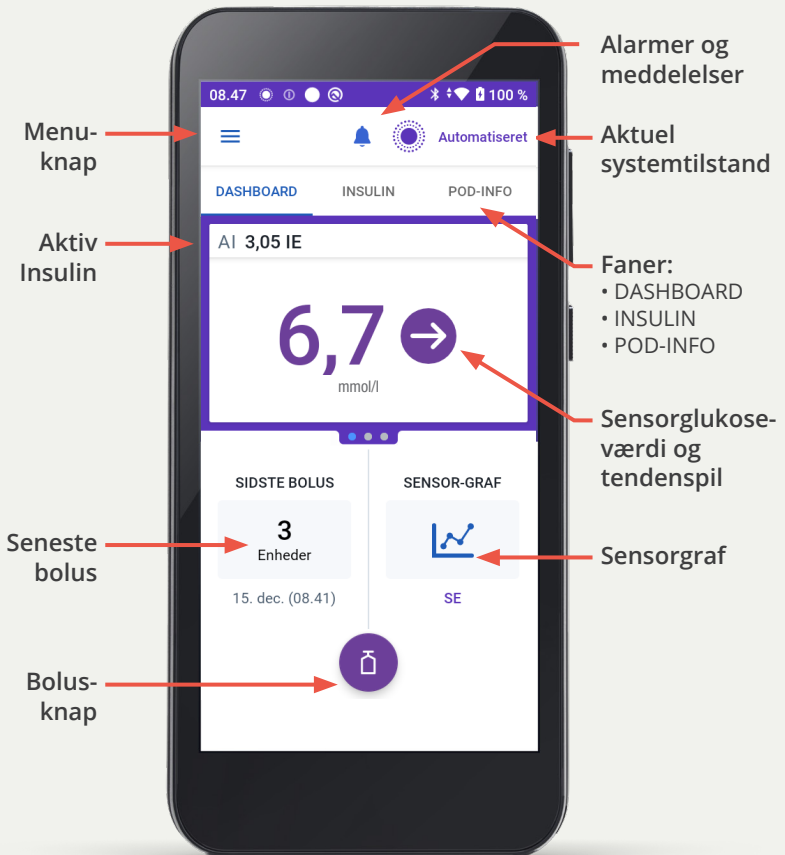 Alarmer og
meddelelser
08.47
100 %
Menu-
knap
Automatiseret
Aktuel
systemtilstand
DASHBOARD
INSULIN
POD-INFO
Aktiv
Insulin
AI 3,05 IE
Faner:
• DASHBOARD
• INSULIN
• POD-INFO
6,7
mmol/l
Sensorglukose-
værdi og
tendenspil
SIDSTE BOLUS
SENSOR-GRAF
Seneste
bolus
3
Enheder
Sensorgraf
15. dec. (08.41)
SE
Bolus-
knap